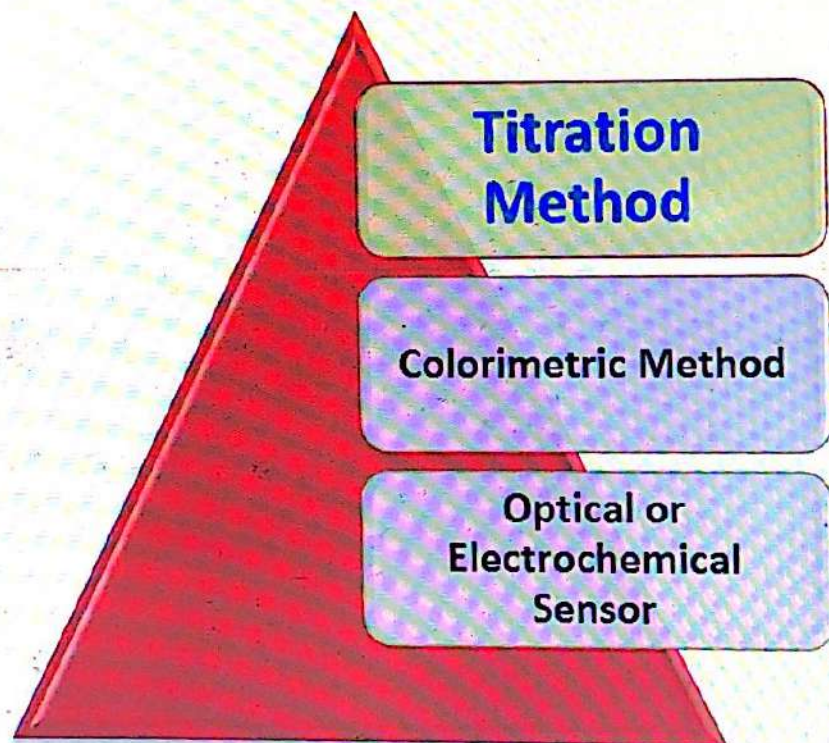 Titration
Method
Colorimetric Method
Optical or
Electrochemical
Sensor